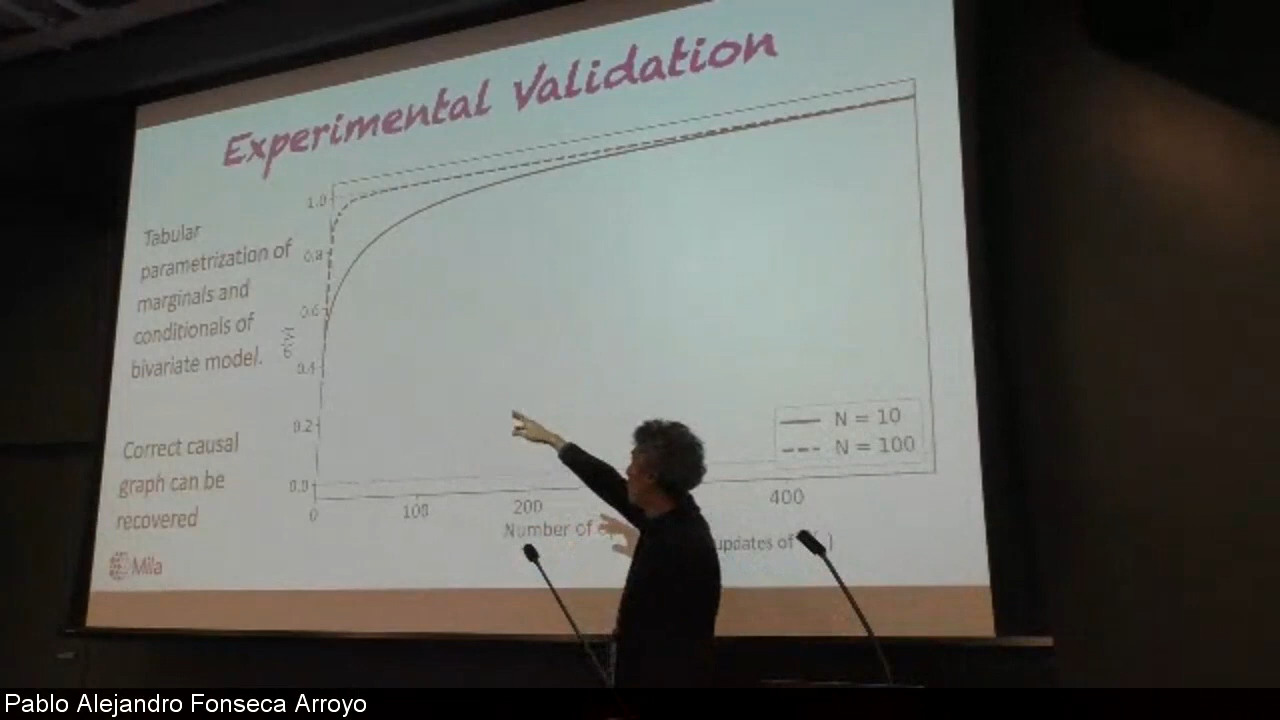 Experimental Validation
Tabular
parametrization of
marginals and
conditionals of
bivariate model.
Correct causal
graph can be
recovered
Mila
1.0
0.8
0.6
0.4
0.2
0.0
σ(γ)
0
100
200
400
Number of
updates of
N = 10
N = 100
Pablo Alejandro Fonseca Arroyo